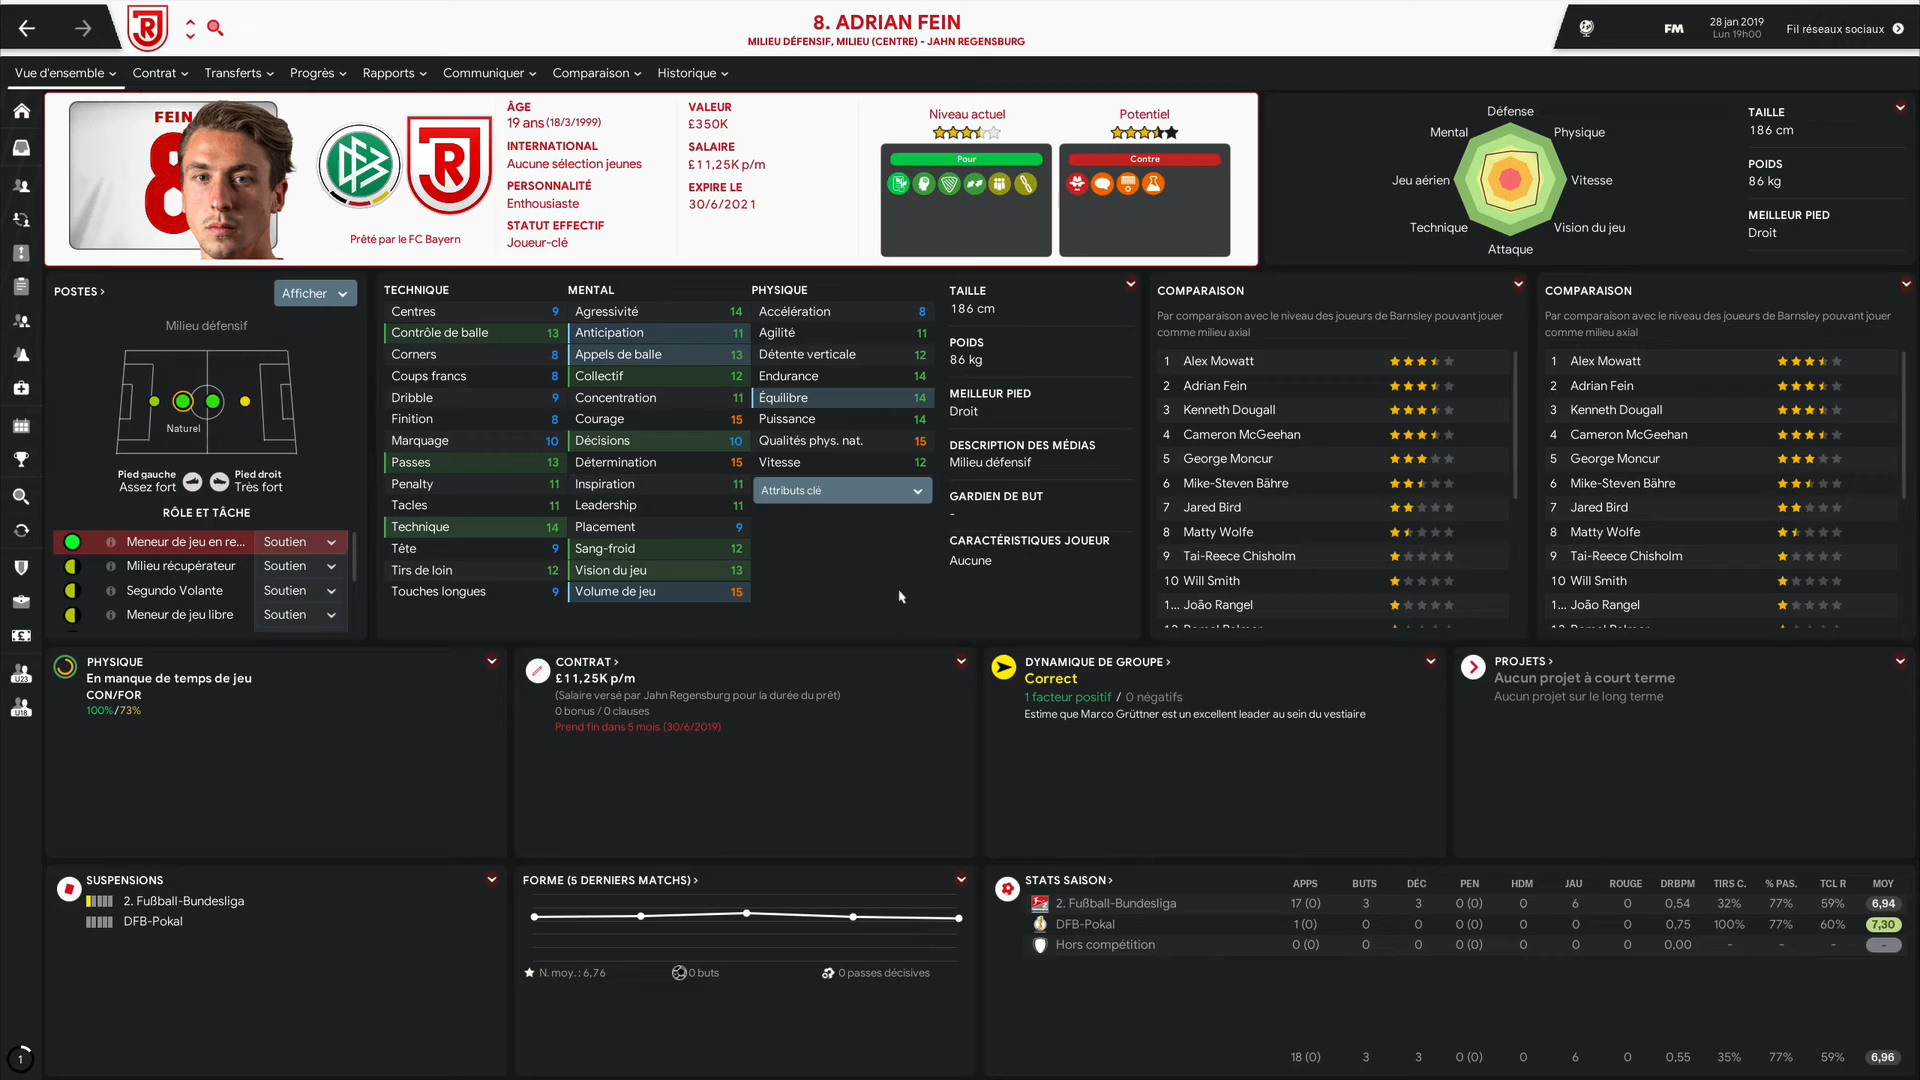 8. ADRIAN FEIN
MILIEU DÉFENSIF, MILIEU (CENTRE) - JAHN REGENSBURG
FM
28 jan 2019
Lun 19h00
Fil réseaux sociaux
Vue d'ensemble
Contrat
Transferts
Progrès
Rapports
Communiquer
Comparaison
Historique
FEIN
8
Prêté par le FC Bayern
ÂGE
19 ans (18/3/1999)
INTERNATIONAL
Aucune sélection jeunes
PERSONNALITÉ
Enthousiaste
STATUT EFFECTIF
Joueur-clé
VALEUR
£350K
SALAIRE
£11,25K p/m
EXPIRE LE
30/6/2021
Niveau actuel
Pour
Potentiel
Contre
Défense
Physique
Vitesse
Vision du jeu
Attaque
Technique
Jeu aérien
Mental
TAILLE
186 cm
POIDS
86 kg
MEILLEUR PIED
Droit
POSTES >
Afficher
Milieu défensif
Naturel
Pied gauche
Assez fort
Pied droit
Très fort
RÔLE ET TÂCHE
Meneur de jeu en re... Soutien
Milieu récupérateur Soutien
Segundo Volante Soutien
Meneur de jeu libre Soutien
TECHNIQUE
Centres 9
Contrôle de balle 13
Corners 8
Coups francs 8
Dribble 9
Finition 8
Marquage 10
Passes 13
Penalty 11
Tacles 11
Technique 14
Tête 9
Tirs de loin 12
Touches longues 9
MENTAL
Agressivité 14
Anticipation 11
Appels de balle 13
Collectif 12
Concentration 11
Courage 15
Décisions 10
Détermination 15
Inspiration 11
Leadership 11
Placement 9
Sang-froid 12
Vision du jeu 13
Volume de jeu 15
PHYSIQUE
Accélération 8
Agilité 11
Détente verticale 12
Endurance 14
Équilibre 14
Puissance 14
Qualités phys. nat. 15
Vitesse 12
Attributs clé
TAILLE
186 cm
POIDS
86 kg
MEILLEUR PIED
Droit
DESCRIPTION DES MÉDIAS
Milieu défensif
GARDIEN DE BUT
-
CARACTÉRISTIQUES JOUEUR
Aucune
COMPARAISON
Par comparaison avec le niveau des joueurs de Barnsley pouvant jouer
comme milieu axial
1 Alex Mowatt
2 Adrian Fein
3 Kenneth Dougall
4 Cameron McGeehan
5 George Moncur
6 Mike-Steven Bähre
7 Jared Bird
8 Matty Wolfe
9 Tai-Reece Chisholm
10 Will Smith
1... João Rangel
COMPARAISON
Par comparaison avec le niveau des joueurs de Barnsley pouvant jouer
comme milieu axial
1 Alex Mowatt
2 Adrian Fein
3 Kenneth Dougall
4 Cameron McGeehan
5 George Moncur
6 Mike-Steven Bähre
7 Jared Bird
8 Matty Wolfe
9 Tai-Reece Chisholm
10 Will Smith
1... João Rangel
PHYSIQUE
En manque de temps de jeu
CON/FOR
100%/73%
CONTRAT >
£11,25K p/m
(Salaire versé par Jahn Regensburg pour la durée du prêt)
0 bonus / 0 clauses
Prend fin dans 5 mois (30/6/2019)
DYNAMIQUE DE GROUPE >
Correct
1 facteur positif / 0 négatifs
Estime que Marco Grüttner est un excellent leader au sein du vestiaire
PROJETS >
Aucun projet à court terme
Aucun projet sur le long terme
U23
U18
1
SUSPENSIONS
2. Fußball-Bundesliga
DFB-Pokal
FORME (5 DERNIERS MATCHS) >
N. moy. : 6,76
0 buts
0 passes décisives
STATS SAISON > APPS BUTS DÉC PEN HDM JAU ROUGE DRBPM TIRS C. % PAS. TCL R MOY
2. Fußball-Bundesliga 17 (0) 3 3 0 (0) 0 6 0 0,54 32% 77% 59% 6,94
DFB-Pokal 1 (0) 0 0 0 (0) 0 0 0 0,75 100% 77% 60% 7,30
Hors compétition 0 (0) 0 0 0 (0) 0 0 0 0,00 - - - -
18 (0) 3 3 0 (0) 0 6 0 0,55 35% 77% 59% 6,96